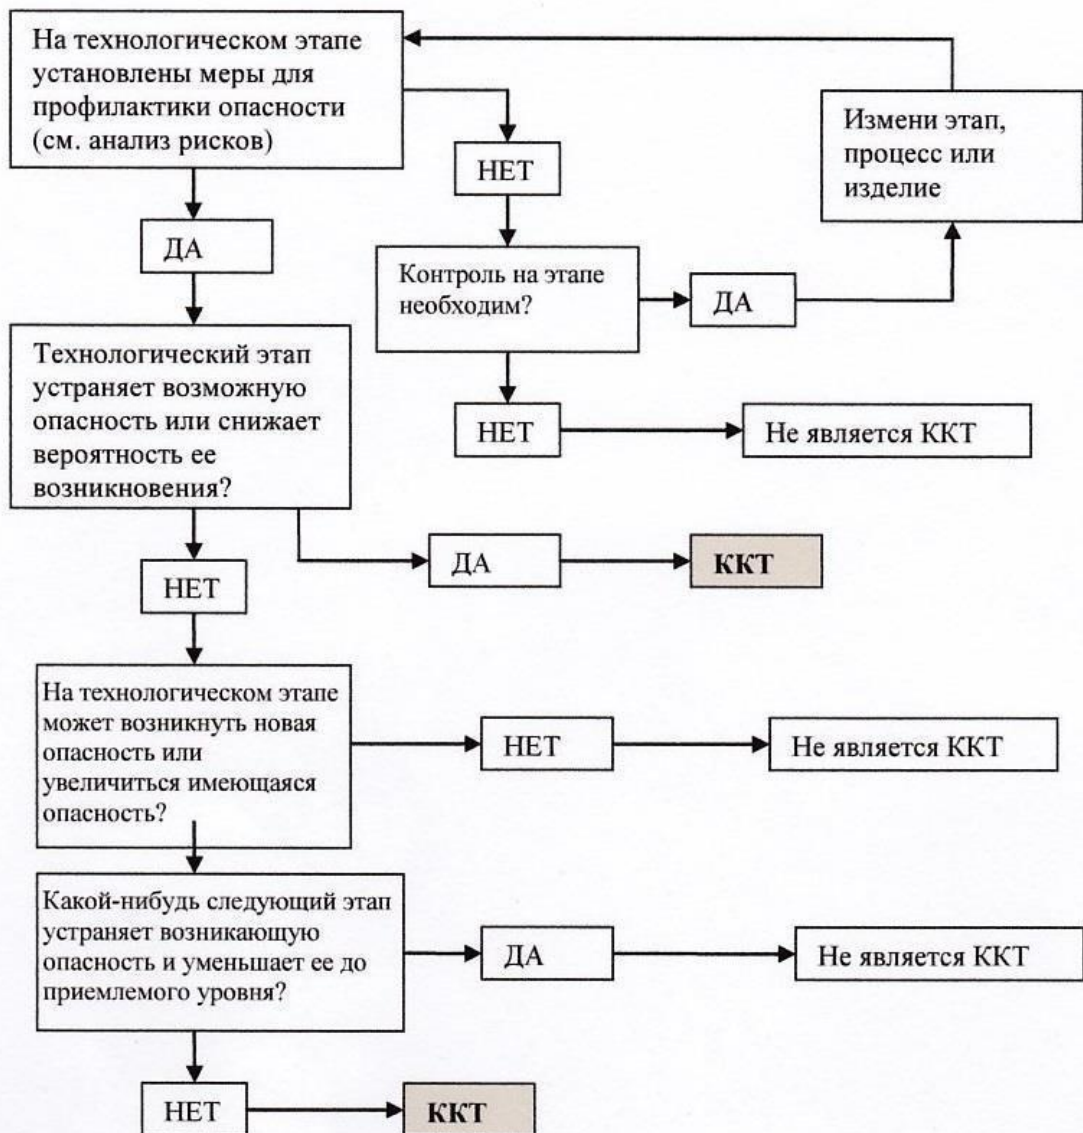 На технологическом этапе
установлены меры для
профилактики опасности
(см. анализ рисков)
Измени этап,
процесс или
изделие
НЕТ
ДА
Контроль на этапе
необходим?
ДА
Технологический этап
устраняет возможную
опасность или снижает
вероятность ее
возникновения?
НЕТ
Не является ККТ
ДА
ККТ
НЕТ
На технологическом этапе
может возникнуть новая
опасность или
увеличиться имеющаяся
опасность?
НЕТ
Не является ККТ
Какой-нибудь следующий этап
устраняет возникающую
опасность и уменьшает ее до
приемлемого уровня?
ДА
Не является ККТ
НЕТ
ККТ